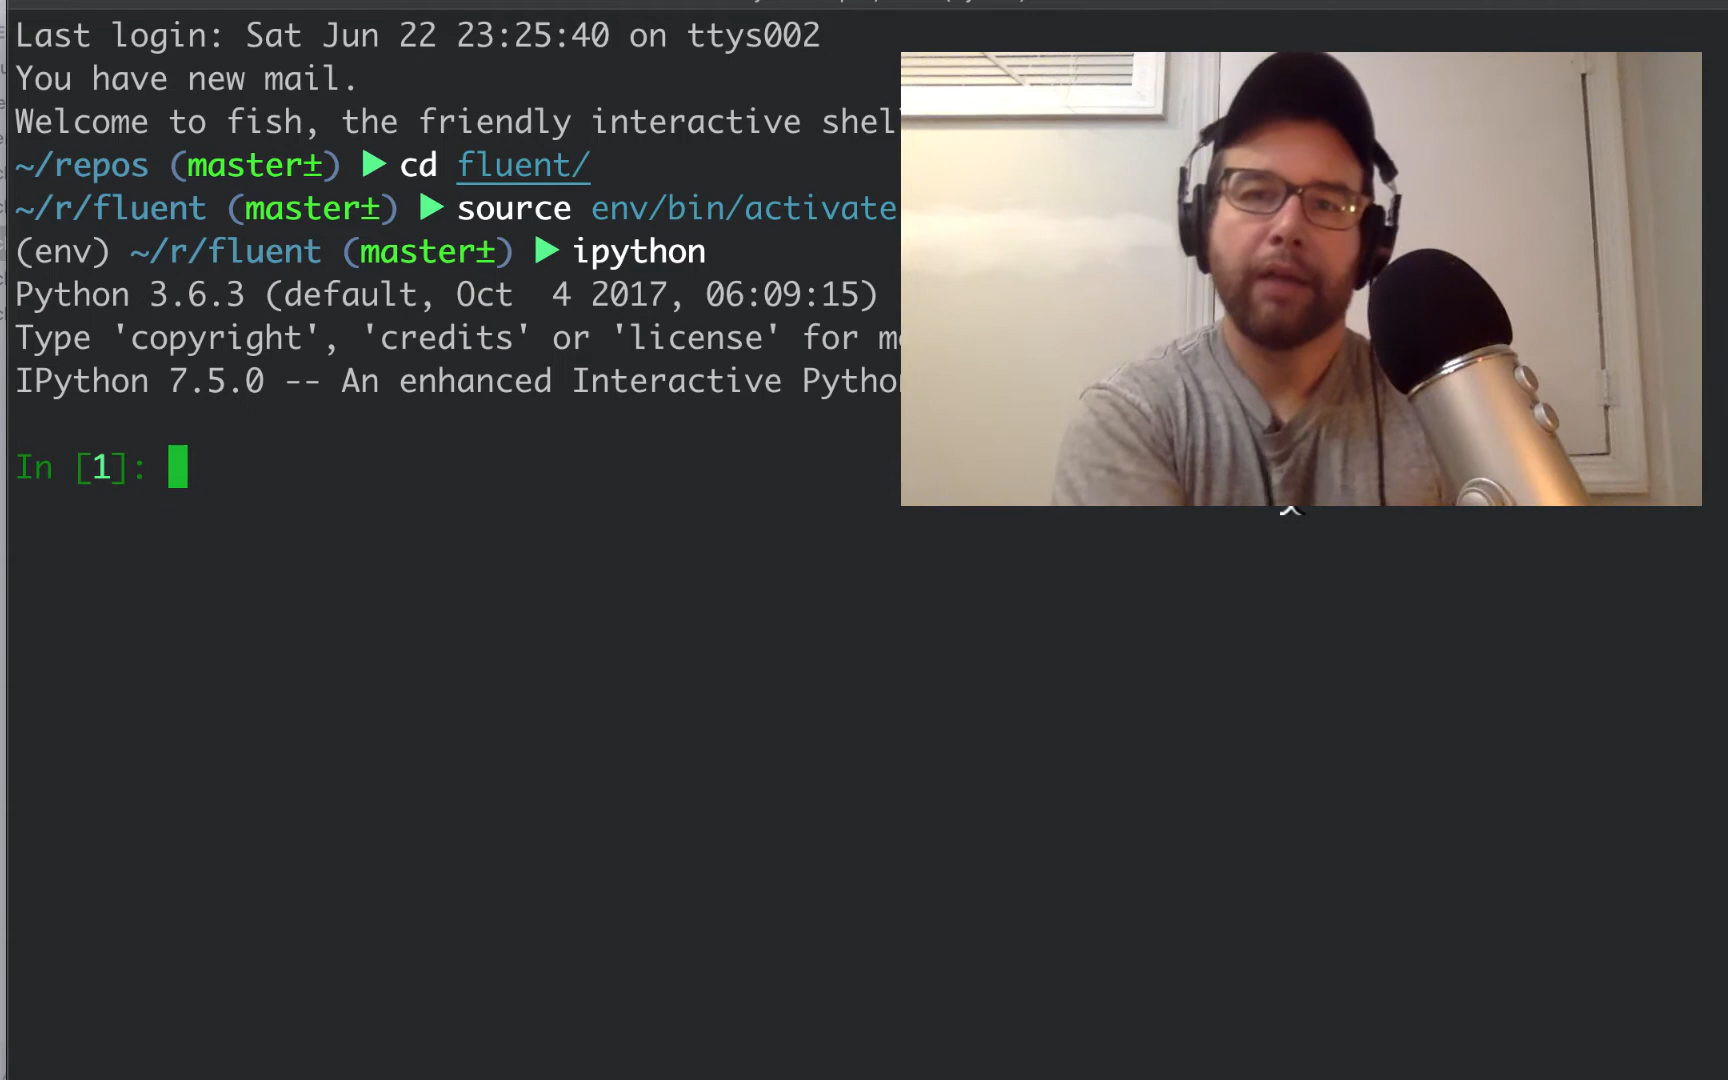 Last login: Sat Jun 22 23:25:40 on ttys002
You have new mail.
Welcome to fish, the friendly interactive shel
~/repos (master±) ▶ cd fluent/
~/r/fluent (master±) ▶ source env/bin/activate
(env) ~/r/fluent (master±) ▶ ipython
Python 3.6.3 (default, Oct  4 2017, 06:09:15)
Type 'copyright', 'credits' or 'license' for m
IPython 7.5.0 -- An enhanced Interactive Pytho
In [1]: